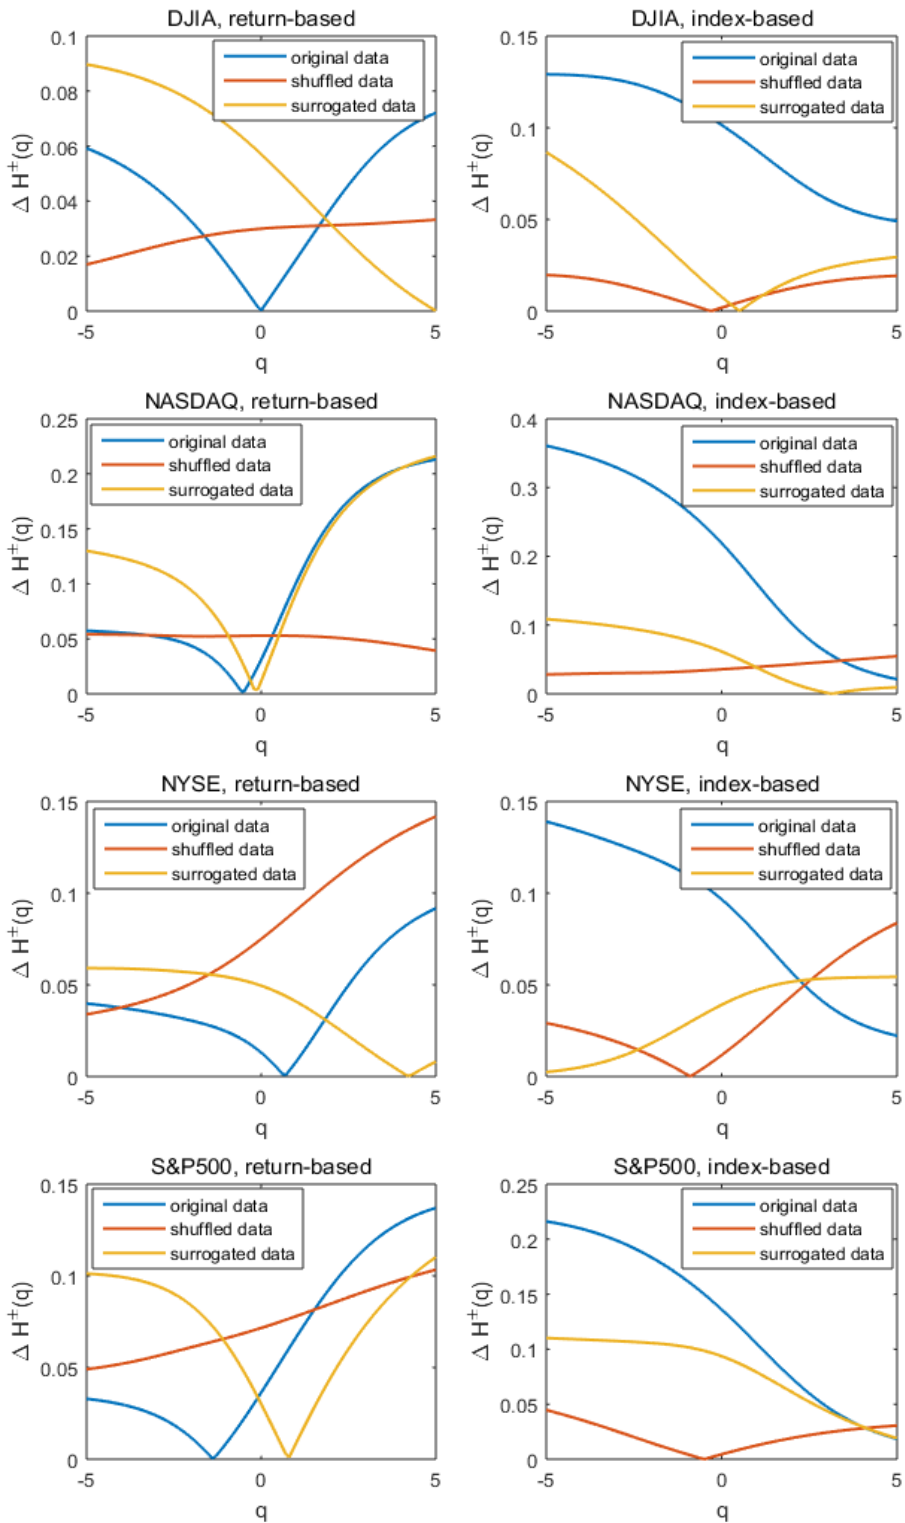 DJIA, return-based
0.1
0.08
0.06
0.04
0.02
0
Δ H±(q)
original data
shuffled data
surrogated data
-5 0 5
q
DJIA, index-based
0.15
0.1
0.05
0
Δ H±(q)
original data
shuffled data
surrogated data
-5 0 5
q
NASDAQ, return-based
0.25
0.2
0.15
0.1
0.05
0
Δ H±(q)
original data
shuffled data
surrogated data
-5 0 5
q
NASDAQ, index-based
0.4
0.3
0.2
0.1
0
Δ H±(q)
original data
shuffled data
surrogated data
-5 0 5
q
NYSE, return-based
0.15
0.1
0.05
0
Δ H±(q)
original data
shuffled data
surrogated data
-5 0 5
q
NYSE, index-based
0.15
0.1
0.05
0
Δ H±(q)
original data
shuffled data
surrogated data
-5 0 5
q
S&P500, return-based
0.15
0.1
0.05
0
Δ H±(q)
original data
shuffled data
surrogated data
-5 0 5
q
S&P500, index-based
0.25
0.2
0.15
0.1
0.05
0
Δ H±(q)
original data
shuffled data
surrogated data
-5 0 5
q